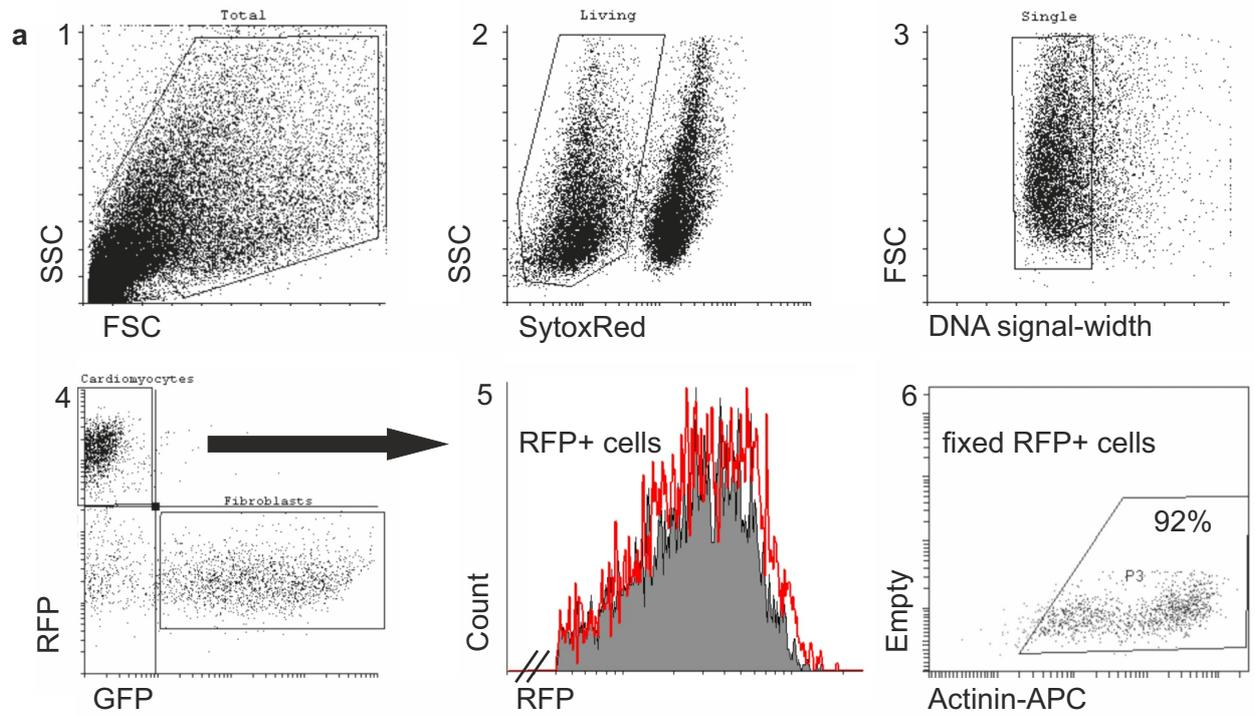 a
1
Total
SSC
FSC
2
Living
SSC
SytoxRed
3
Single
FSC
DNA signal-width
4
Cardiomyocytes
Fibroblasts
RFP
GFP
5
RFP+ cells
Count
RFP
6
fixed RFP+ cells
92%
P3
Empty
Actinin-APC